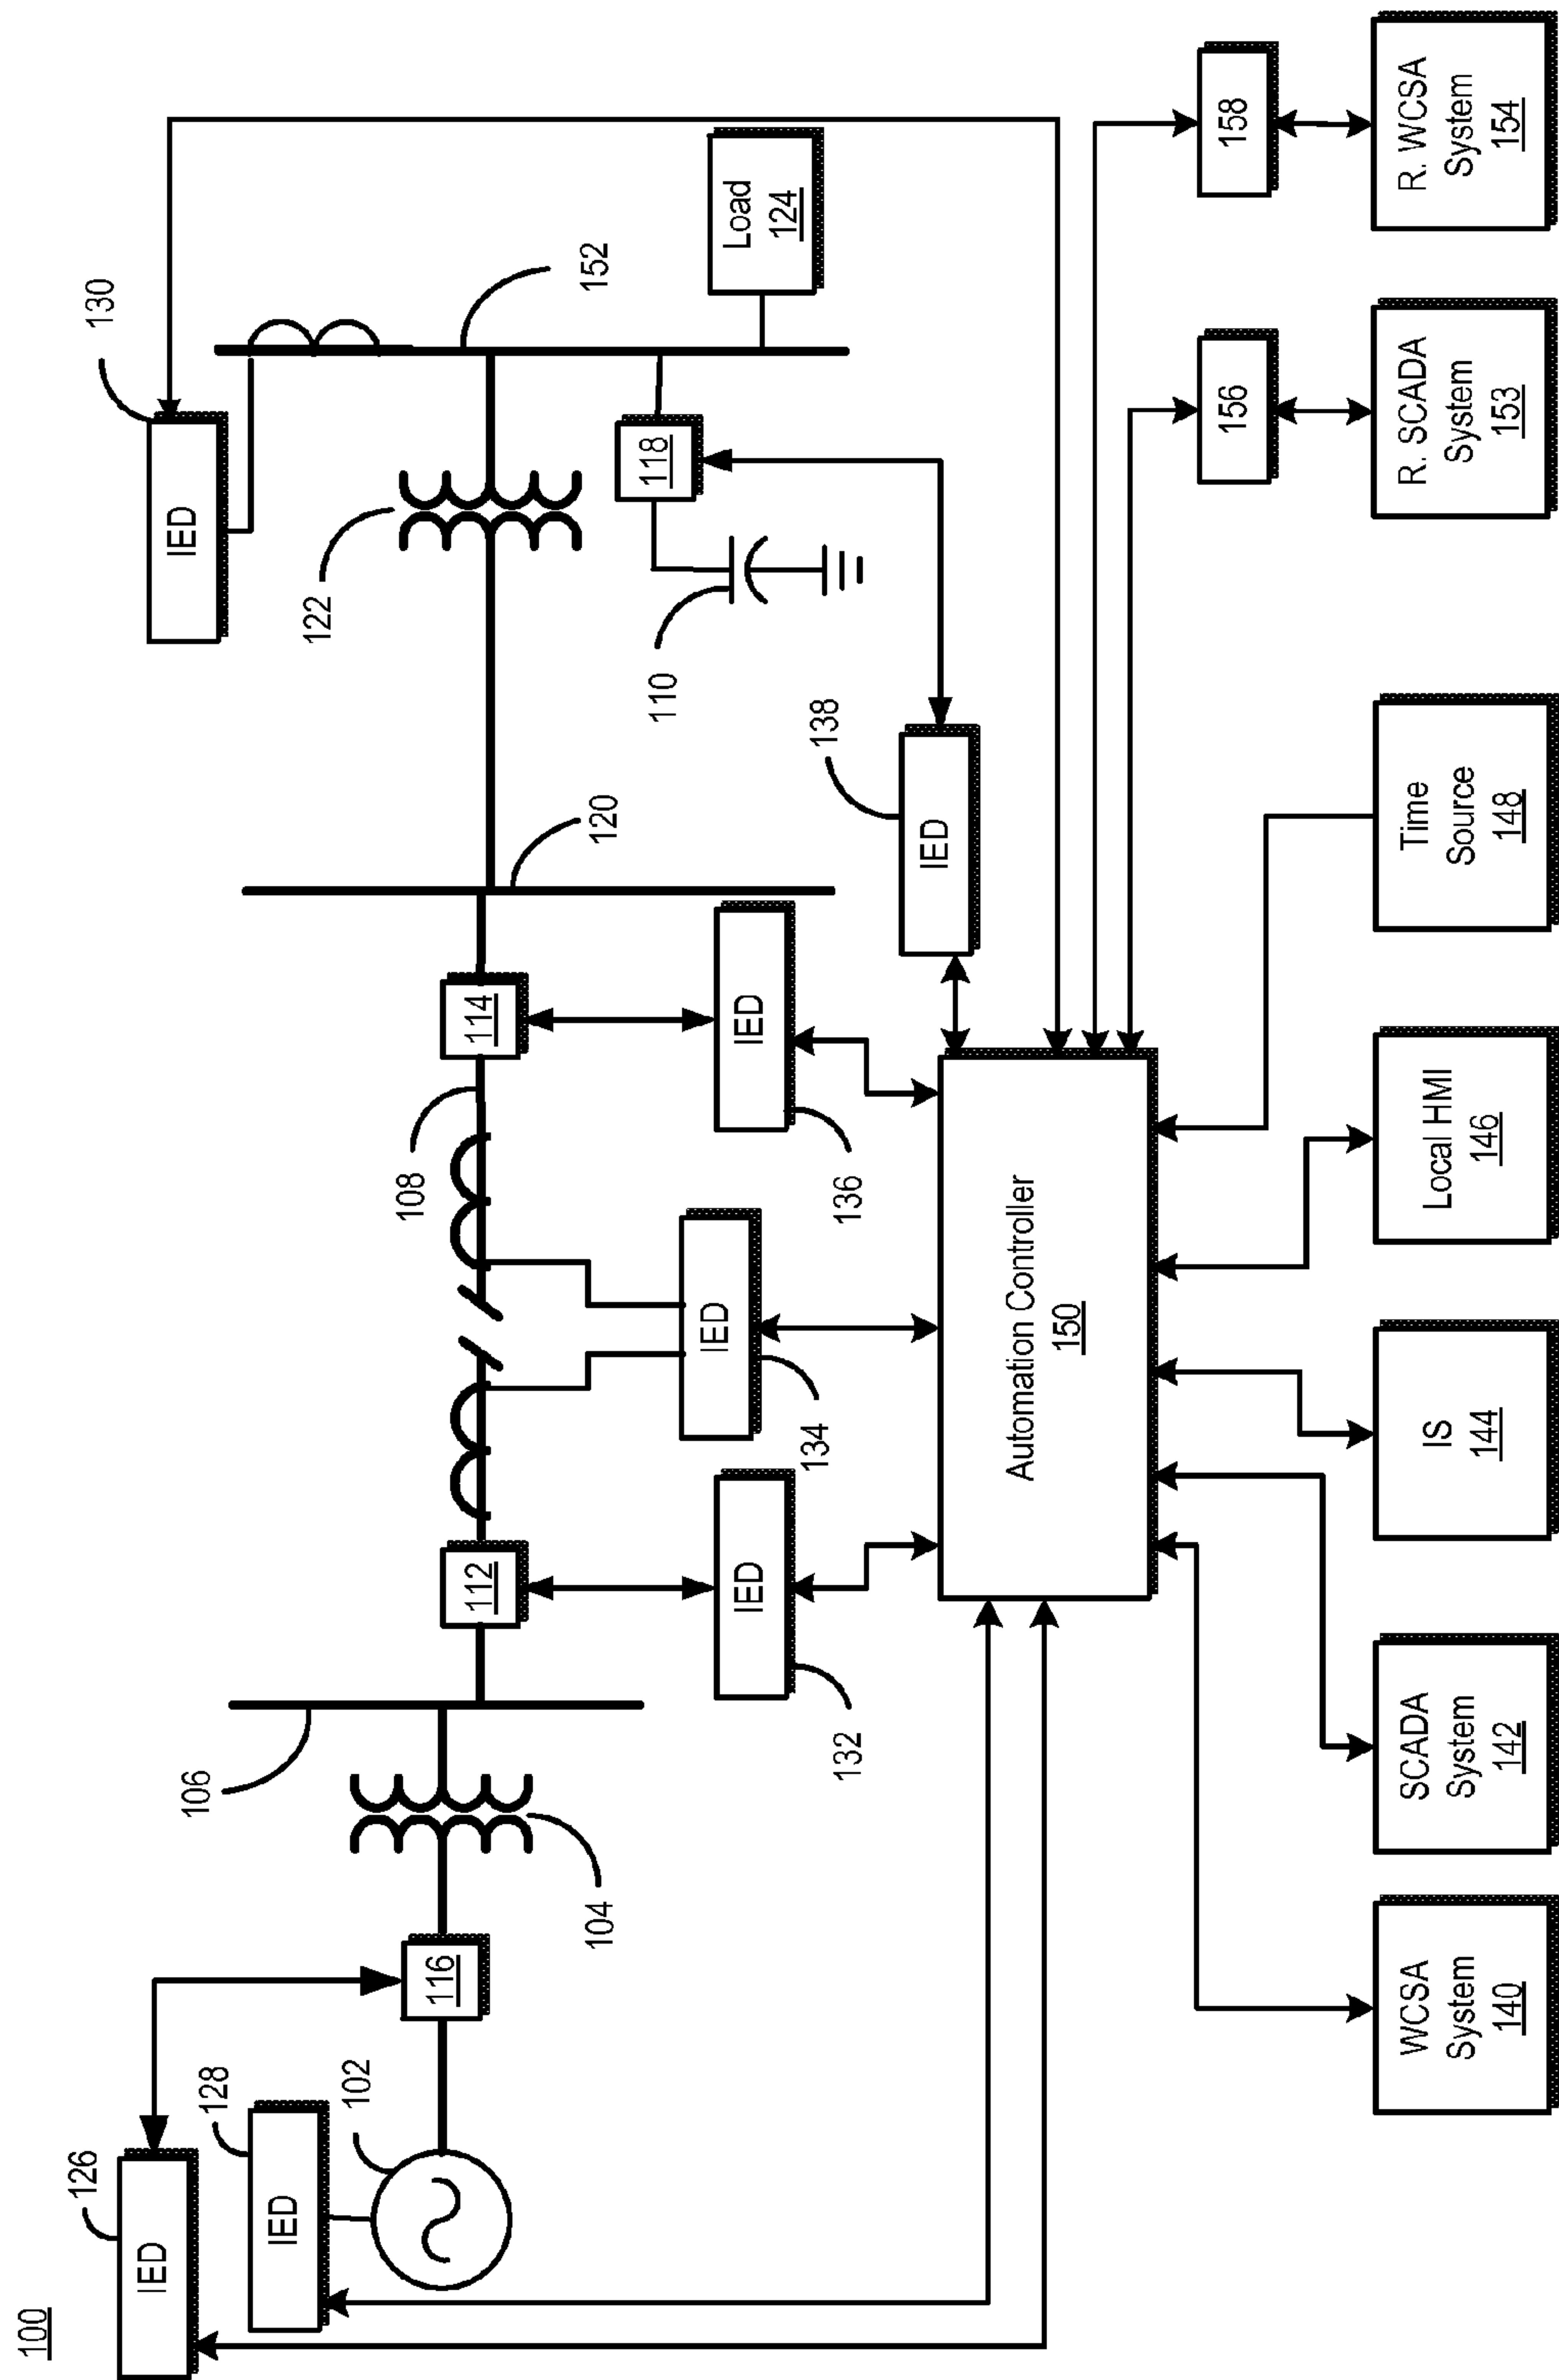 100
126
IED
128
IED
102
116
104
106
112
108
114
120
122
130
IED
152
118
110
Load
124
IED
132
IED
134
IED
136
IED
138
Automation Controller
150
WCSA
System
140
SCADA
System
142
IS
144
Local HMI
146
Time
Source
148
156
R. SCADA
System
153
158
R. WCSA
System
154